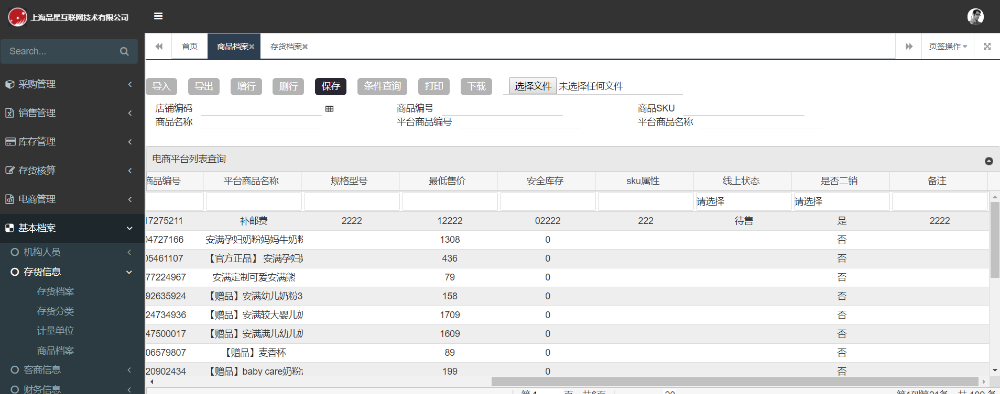 上海品星互联网技术有限公司
Search...
采购管理
销售管理
库存管理
存货核算
电商管理
基本档案
机构人员
存货信息
存货档案
存货分类
计量单位
商品档案
客商信息
财务信息
首页 商品档案 存货档案 页签操作
导入 导出 增行 删行 保存 条件查询 打印 下载 选择文件 未选择任何文件
店铺编码 商品编号 商品SKU
商品名称 平台商品编号 平台商品名称
电商平台列表查询
商品编号 平台商品名称 规格型号 最低售价 安全库存 sku属性 线上状态 是否二销 备注
请选择 请选择
17275211 补邮费 2222 12222 02222 222 待售 是 2222
04727166 安满孕妇奶粉妈妈牛奶粉 1308 0 否
05461107 【官方正品】 安满孕妇 436 0 否
77224967 安满定制可爱安满熊 79 0 否
92635924 【赠品】安满幼儿奶粉3 158 0 否
24734936 【赠品】安满较大婴儿奶 1709 0 否
47500017 【赠品】安满满儿幼儿奶 1609 0 否
06579807 【赠品】麦香杯 89 0 否
20902434 【赠品】baby care奶粉 199 0 否
第 1 页 共6页 20 第1到第21条 共 109 条